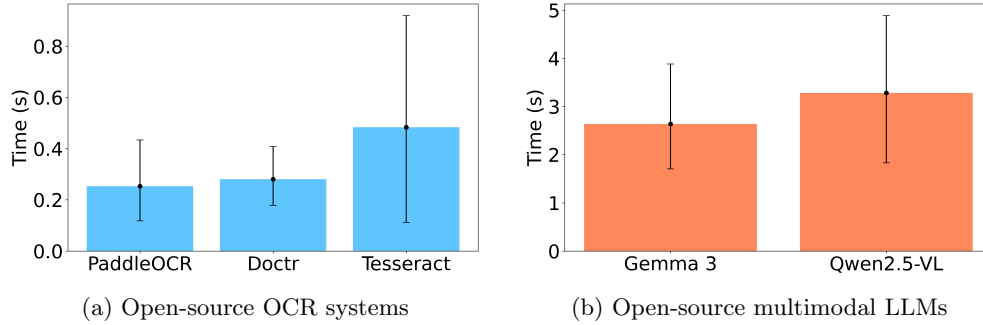 Time (s)
0.8
0.6
0.4
0.2
0.0
PaddleOCR Doctr Tesseract
(a) Open-source OCR systems
Time (s)
5
4
3
2
1
0
Gemma 3 Qwen2.5-VL
(b) Open-source multimodal LLMs